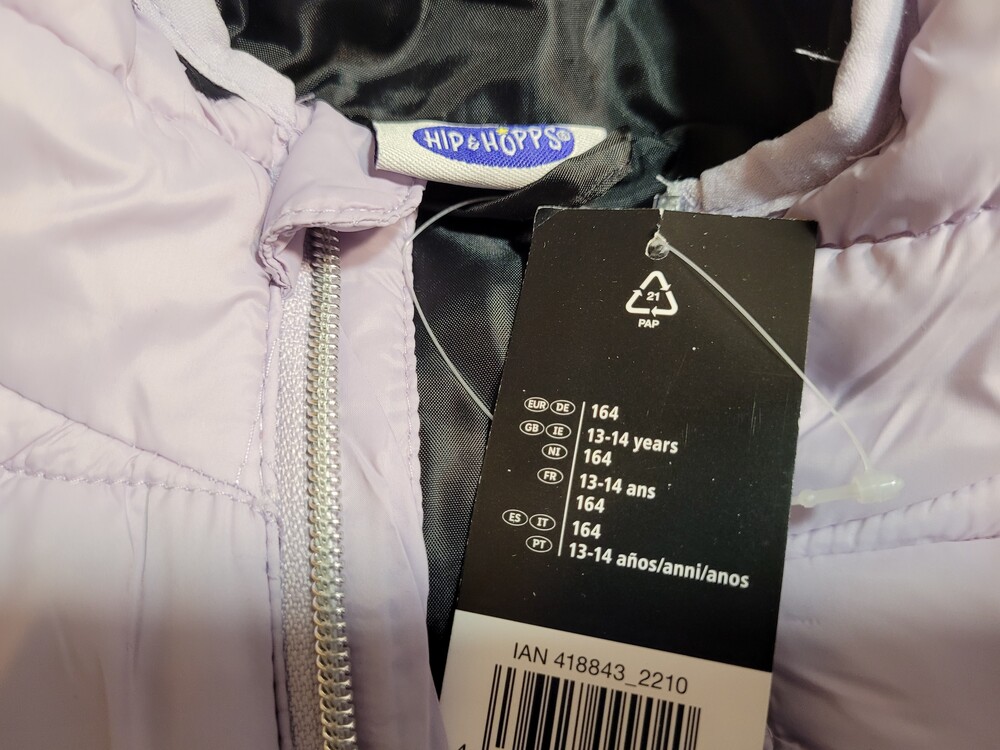 HIP & HOPPS®
21
PAP
EUR DE 164
GB IE 13-14 years
NI 164
FR 13-14 ans
164
ES IT 164
PT 13-14 años/anni/anos
IAN 418843_2210
4